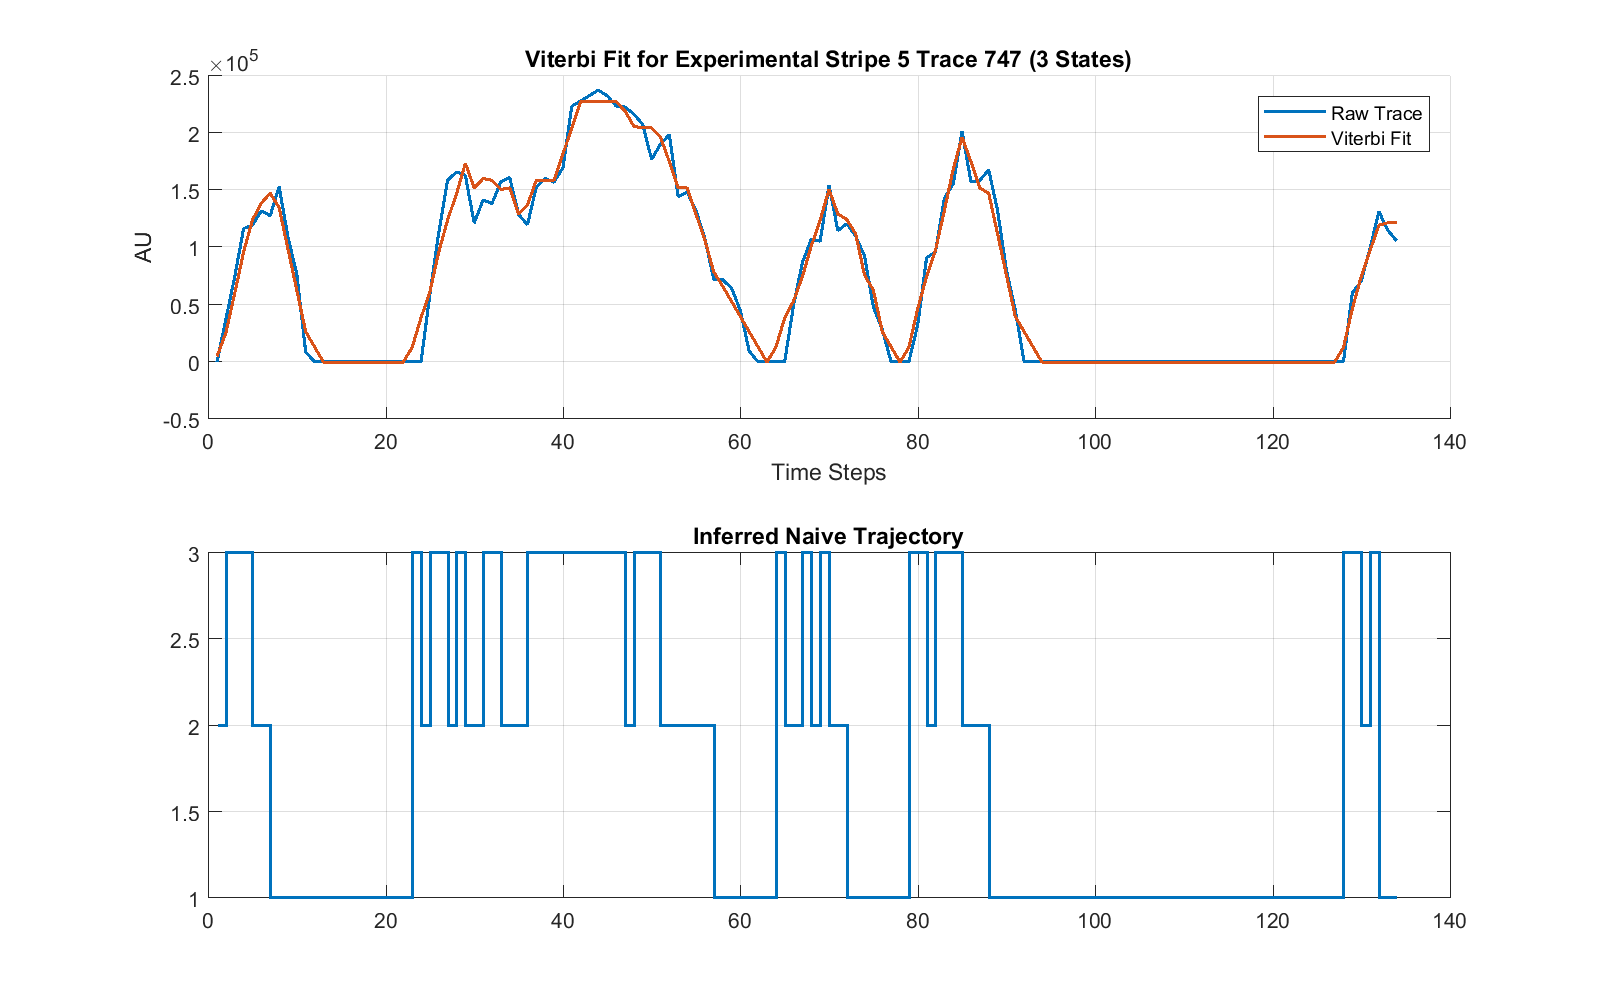 Viterbi Fit for Experimental Stripe 5 Trace 747 (3 States)
×10^5
2.5
2
1.5
1
0.5
0
-0.5
AU
Raw Trace
Viterbi Fit
0 20 40 60 80 100 120 140
Time Steps
Inferred Naive Trajectory
3
2.5
2
1.5
1
0 20 40 60 80 100 120 140